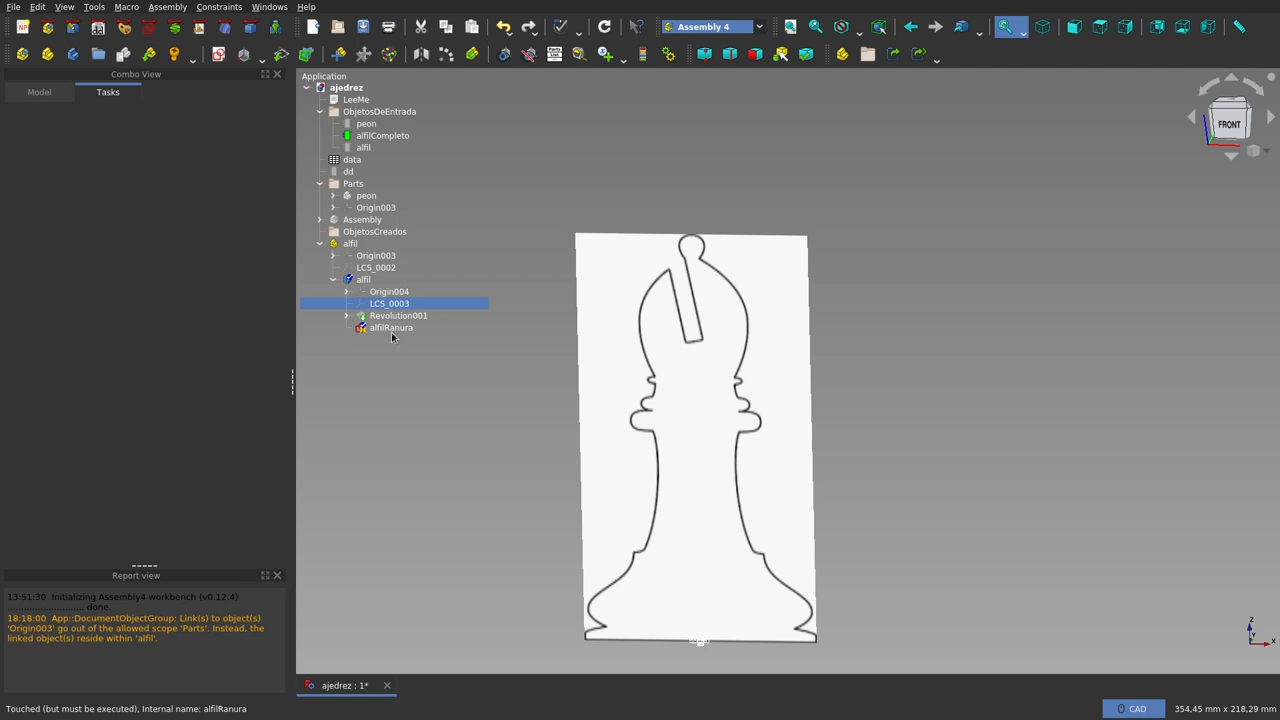 File Edit View Tools Macro Assembly Constraints Windows Help
Assembly 4
Combo View
Model Tasks
Application
ajedrez
LeeMe
ObjetosDeEntrada
peon
alfilCompleto
alfil
data
dd
Parts
peon
Origin003
Assembly
ObjetosCreados
alfil
Origin003
LCS_0002
alfil
Origin004
LCS_0003
Revolution001
alfilRanura
FRONT
Z
Y
X
Report view
13:51:30 Initializing Assembly4 workbench (v0.12.4)
............................ done.
18:18:00 App::DocumentObjectGroup: Link(s) to object(s)
'Origin003' go out of the allowed scope 'Parts'. Instead, the
linked object(s) reside within 'alfil'.
ajedrez : 1*
Touched (but must be executed), Internal name: alfilRanura
CAD
354,45 mm x 218,29 mm